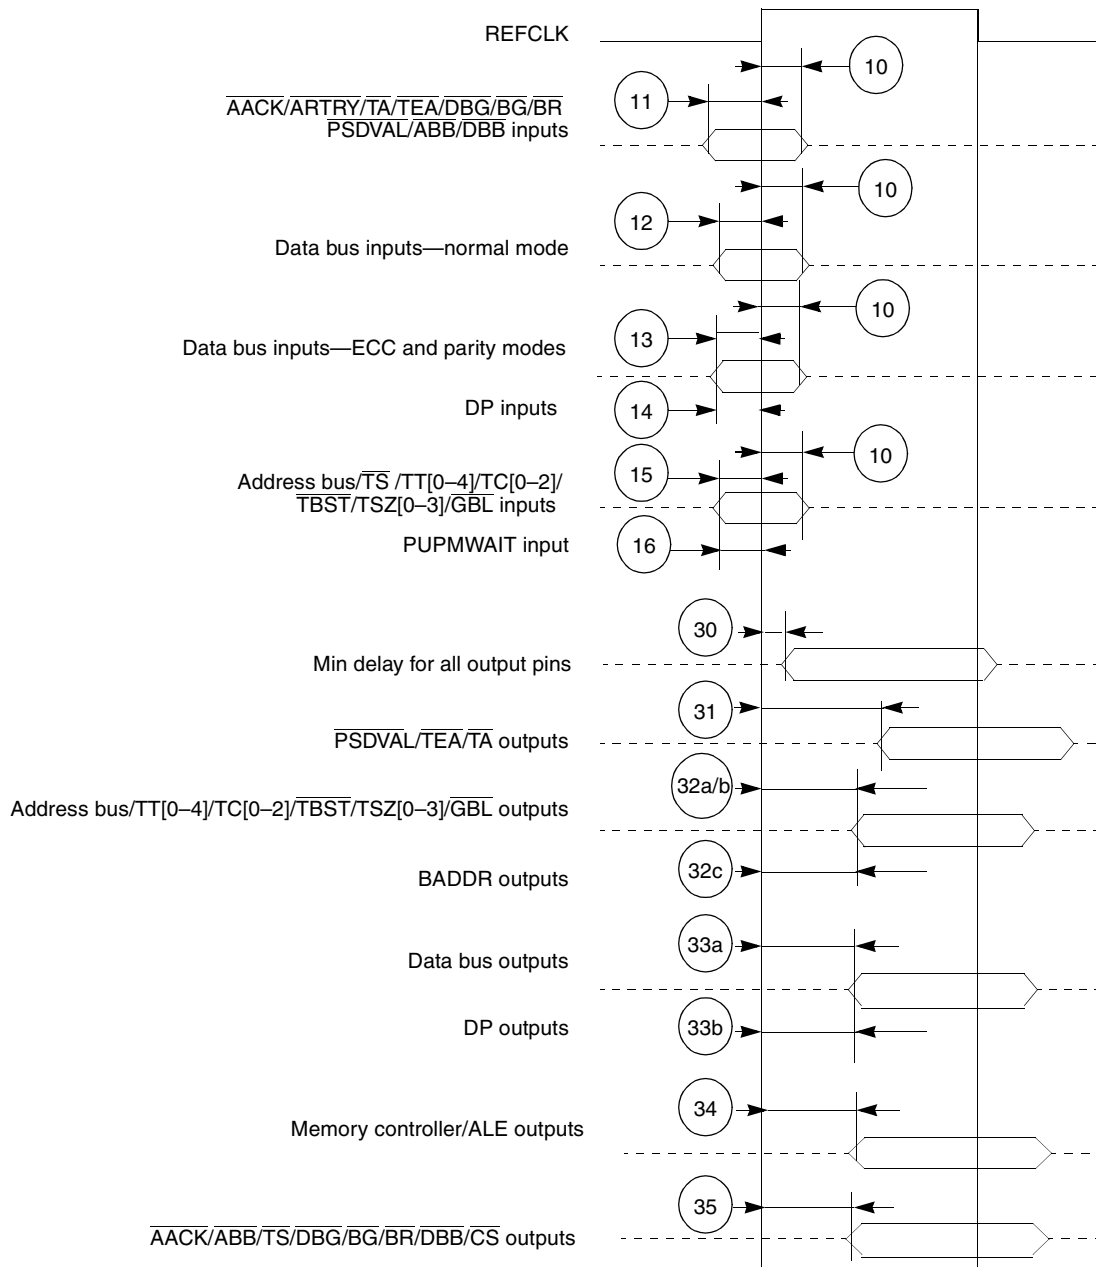 REFCLK
10
11
AACK/ARTRY/TA/TEA/DBG/BG/BR
PSDVAL/ABB/DBB inputs
10
12
Data bus inputs—normal mode
10
13
Data bus inputs—ECC and parity modes
DP inputs
14
10
15
Address bus/TS /TT[0–4]/TC[0–2]/
TBST/TSZ[0–3]/GBL inputs
PUPMWAIT input
16
30
Min delay for all output pins
31
PSDVAL/TEA/TA outputs
32a/b
Address bus/TT[0–4]/TC[0–2]/TBST/TSZ[0–3]/GBL outputs
32c
BADDR outputs
33a
Data bus outputs
DP outputs
33b
34
Memory controller/ALE outputs
35
AACK/ABB/TS/DBG/BG/BR/DBB/CS outputs